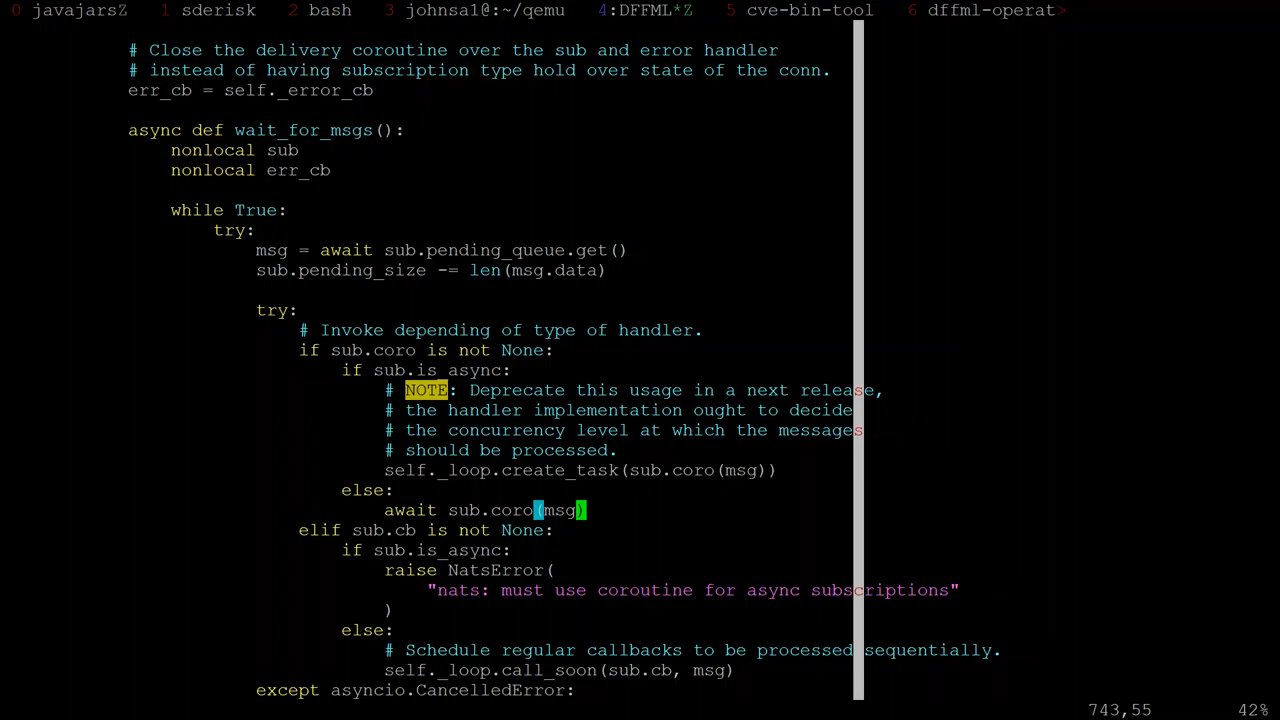 0 javajarsZ 1 sderisk 2 bash 3 johnsa1@:~/qemu 4:DFFML*Z 5 cve-bin-tool 6 dffml-operat>
# Close the delivery coroutine over the sub and error handler
# instead of having subscription type hold over state of the conn.
err_cb = self._error_cb
async def wait_for_msgs():
nonlocal sub
nonlocal err_cb
while True:
try:
msg = await sub.pending_queue.get()
sub.pending_size -= len(msg.data)
try:
# Invoke depending of type of handler.
if sub.coro is not None:
if sub.is_async:
# NOTE: Deprecate this usage in a next release,
# the handler implementation ought to decide
# the concurrency level at which the messages
# should be processed.
self._loop.create_task(sub.coro(msg))
else:
await sub.coro(msg)
elif sub.cb is not None:
if sub.is_async:
raise NatsError(
"nats: must use coroutine for async subscriptions"
)
else:
# Schedule regular callbacks to be processed sequentially.
self._loop.call_soon(sub.cb, msg)
except asyncio.CancelledError:
743,55 42%